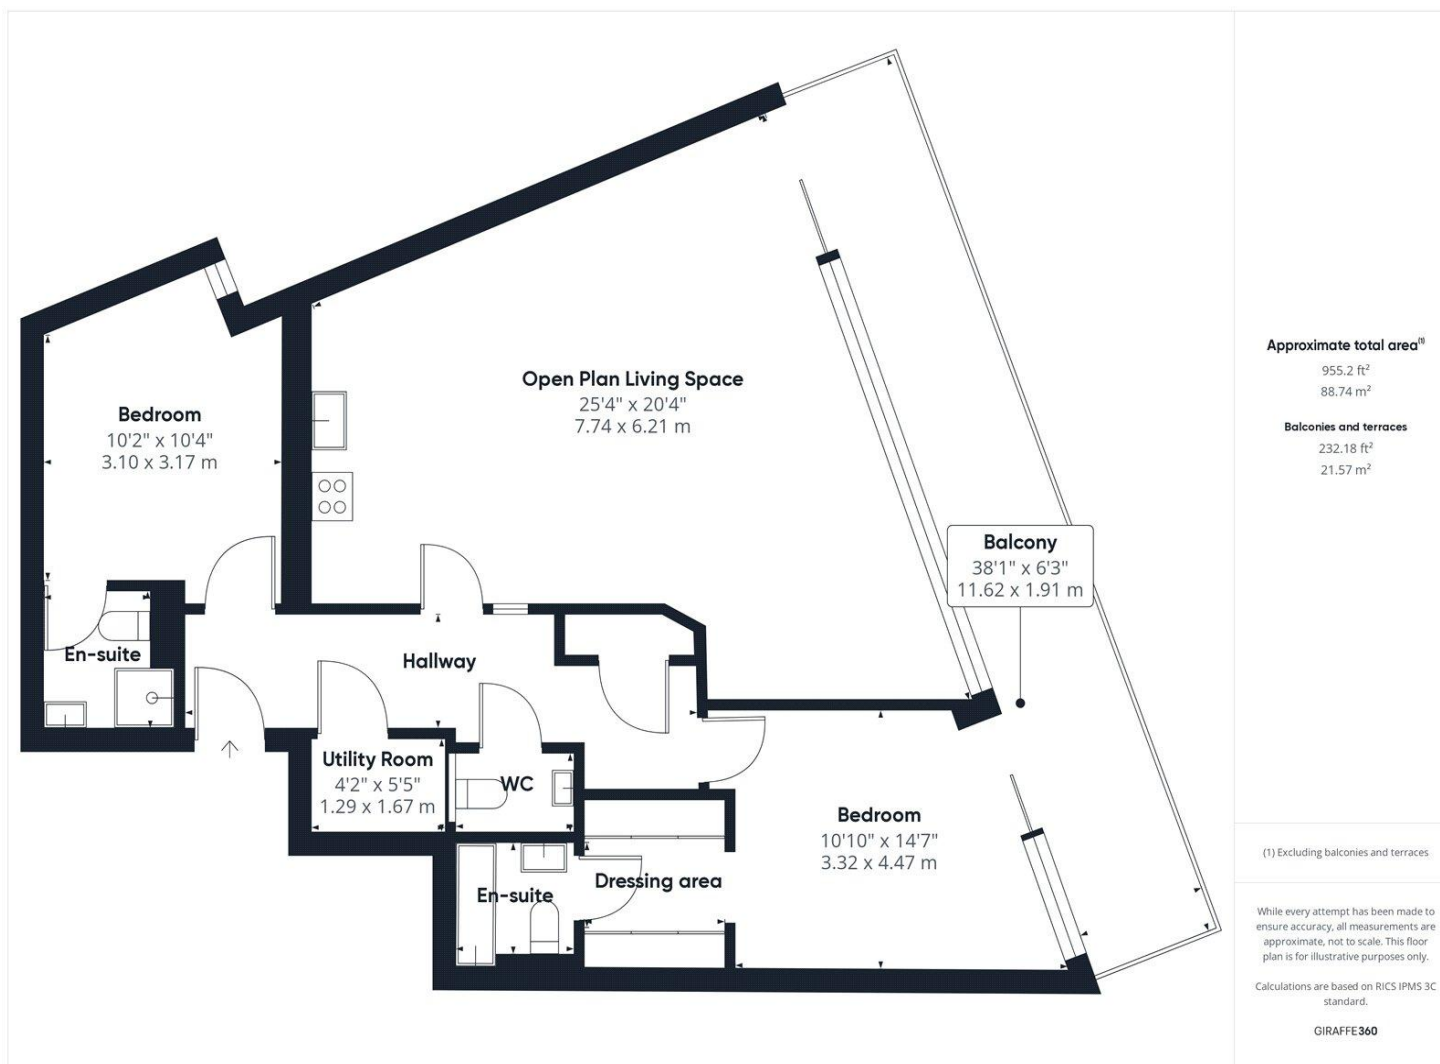 Open Plan Living Space
25'4" x 20'4"
7.74 x 6.21 m
Bedroom
10'2" x 10'4"
3.10 x 3.17 m
Balcony
38'1" x 6'3"
11.62 x 1.91 m
En-suite
Hallway
Utility Room
4'2" x 5'5"
1.29 x 1.67 m
WC
Bedroom
10'10" x 14'7"
3.32 x 4.47 m
En-suite
Dressing area
Approximate total area⁽¹⁾
955.2 ft²
88.74 m²
Balconies and terraces
232.18 ft²
21.57 m²
(1) Excluding balconies and terraces
While every attempt has been made to
ensure accuracy, all measurements are
approximate, not to scale. This floor
plan is for illustrative purposes only.
Calculations are based on RICS IPMS 3C
standard.
GIRAFFE360